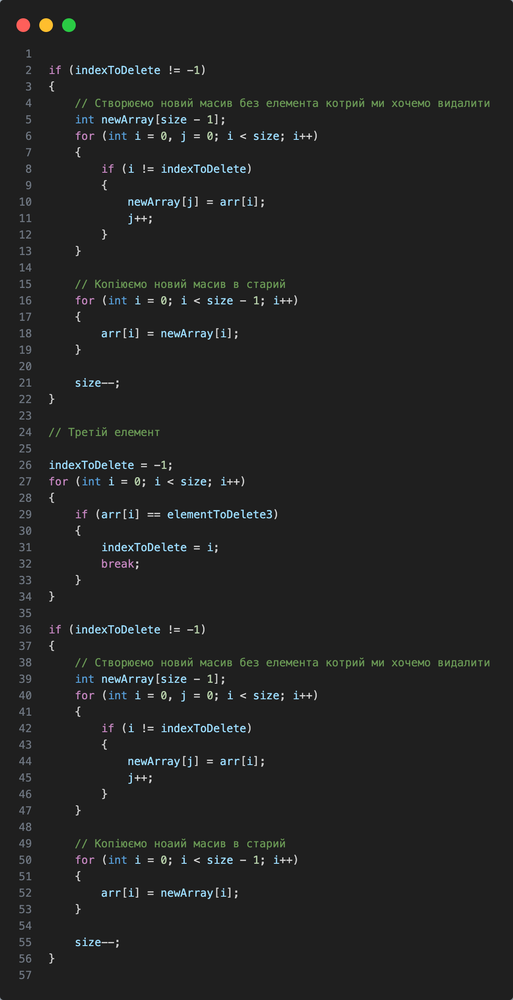 1
2 if (indexToDelete != -1)
3 {
4     // Створюємо новий масив без елемента котрий ми хочемо видалити
5     int newArray[size - 1];
6     for (int i = 0, j = 0; i < size; i++)
7     {
8         if (i != indexToDelete)
9         {
10             newArray[j] = arr[i];
11             j++;
12         }
13     }
14
15     // Копіюємо новий масив в старий
16     for (int i = 0; i < size - 1; i++)
17     {
18         arr[i] = newArray[i];
19     }
20
21     size--;
22 }
23
24 // Третій елемент
25
26 indexToDelete = -1;
27 for (int i = 0; i < size; i++)
28 {
29     if (arr[i] == elementToDelete3)
30     {
31         indexToDelete = i;
32         break;
33     }
34 }
35
36 if (indexToDelete != -1)
37 {
38     // Створюємо новий масив без елемента котрий ми хочемо видалити
39     int newArray[size - 1];
40     for (int i = 0, j = 0; i < size; i++)
41     {
42         if (i != indexToDelete)
43         {
44             newArray[j] = arr[i];
45             j++;
46         }
47     }
48
49     // Копіюємо ноаий масив в старий
50     for (int i = 0; i < size - 1; i++)
51     {
52         arr[i] = newArray[i];
53     }
54
55     size--;
56 }
57